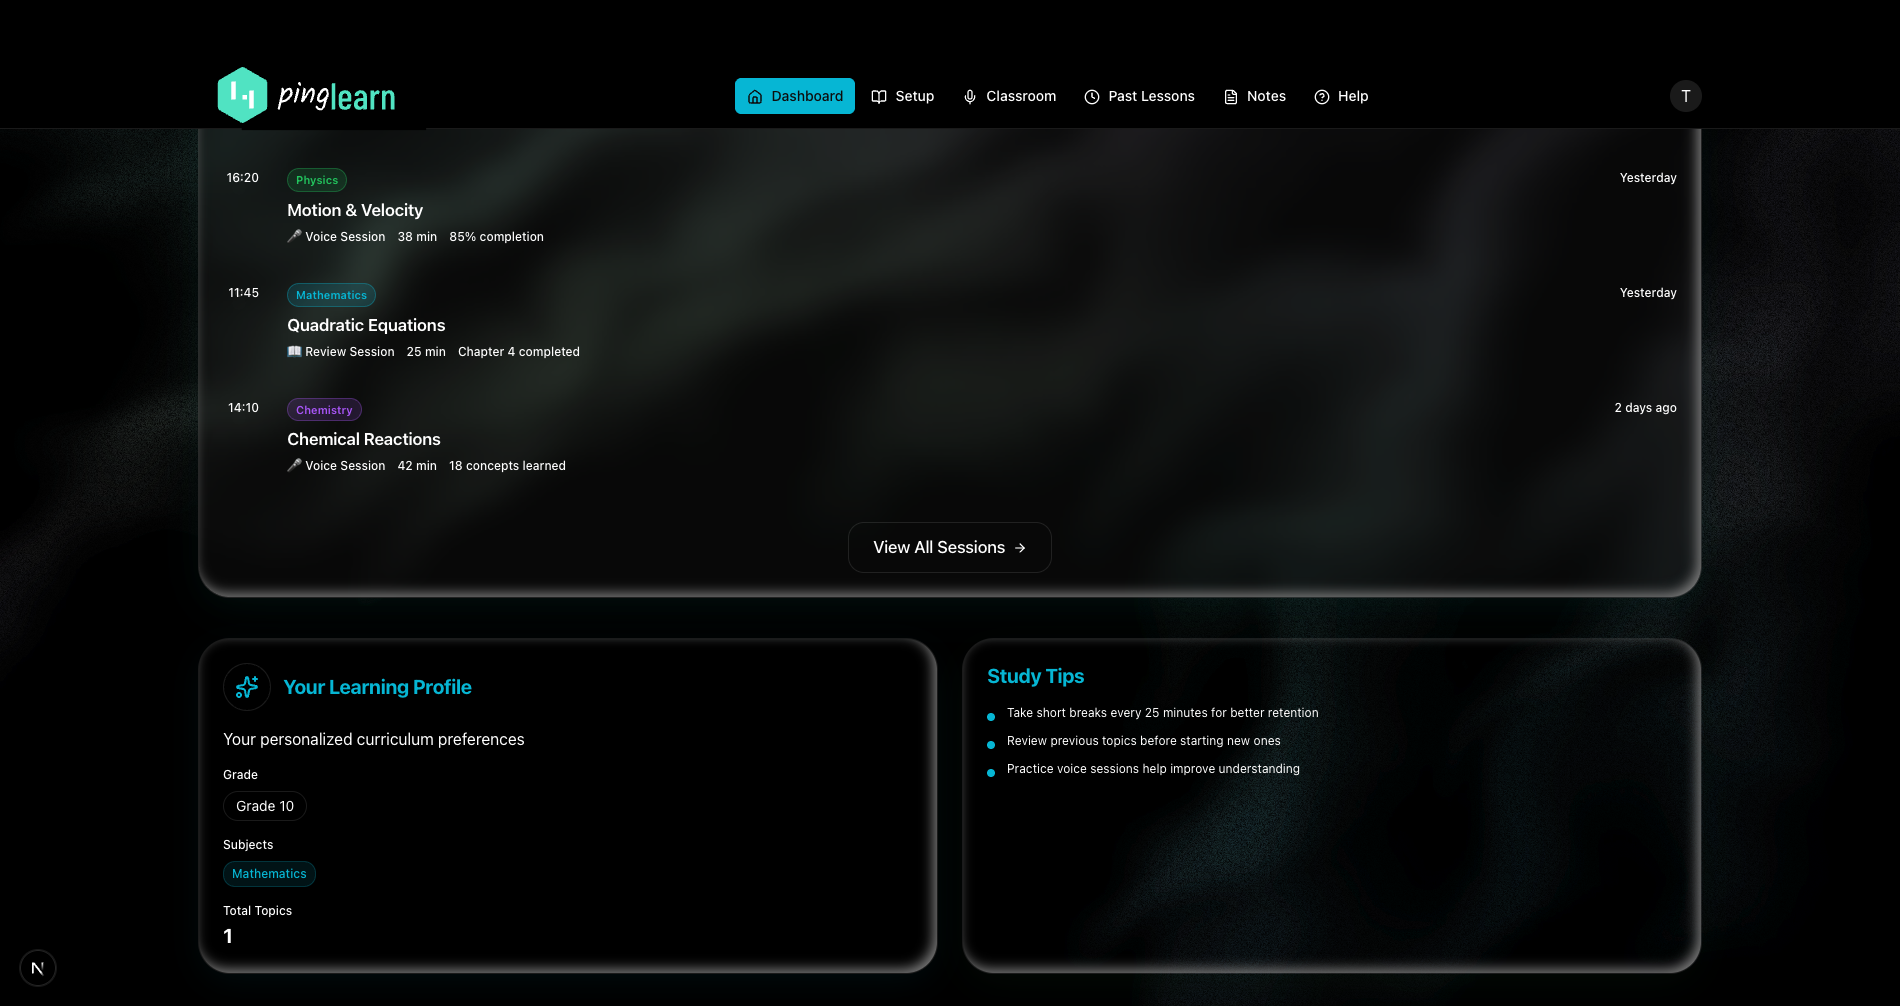 pinglearn
Dashboard
Setup
Classroom
Past Lessons
Notes
Help
T
16:20
Physics
Yesterday
Motion & Velocity
Voice Session 38 min 85% completion
11:45
Mathematics
Yesterday
Quadratic Equations
Review Session 25 min Chapter 4 completed
14:10
Chemistry
2 days ago
Chemical Reactions
Voice Session 42 min 18 concepts learned
View All Sessions →
Your Learning Profile
Your personalized curriculum preferences
Grade
Grade 10
Subjects
Mathematics
Total Topics
1
Study Tips
Take short breaks every 25 minutes for better retention
Review previous topics before starting new ones
Practice voice sessions help improve understanding
N